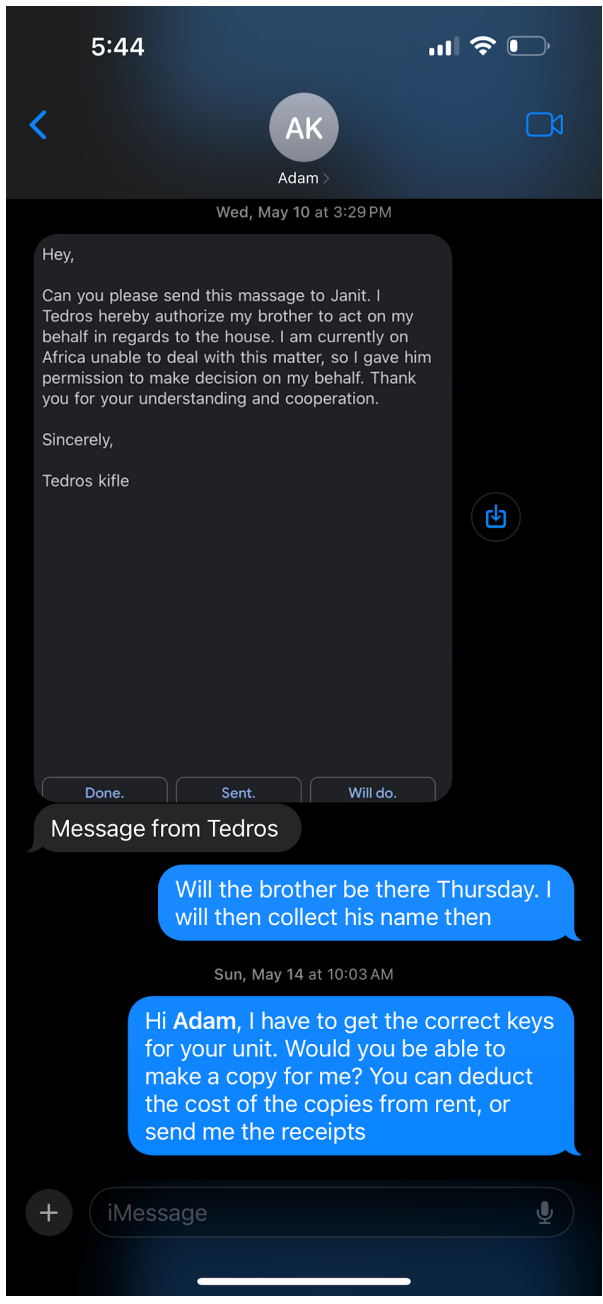 5:44
AK
Adam
Wed, May 10 at 3:29 PM
Hey,
Can you please send this massage to Janit. I
Tedros hereby authorize my brother to act on my
behalf in regards to the house. I am currently on
Africa unable to deal with this matter, so I gave him
permission to make decision on my behalf. Thank
you for your understanding and cooperation.
Sincerely,
Tedros kifle
Done.
Sent.
Will do.
Message from Tedros
Will the brother be there Thursday. I
will then collect his name then
Sun, May 14 at 10:03 AM
Hi Adam, I have to get the correct keys
for your unit. Would you be able to
make a copy for me? You can deduct
the cost of the copies from rent, or
send me the receipts
iMessage